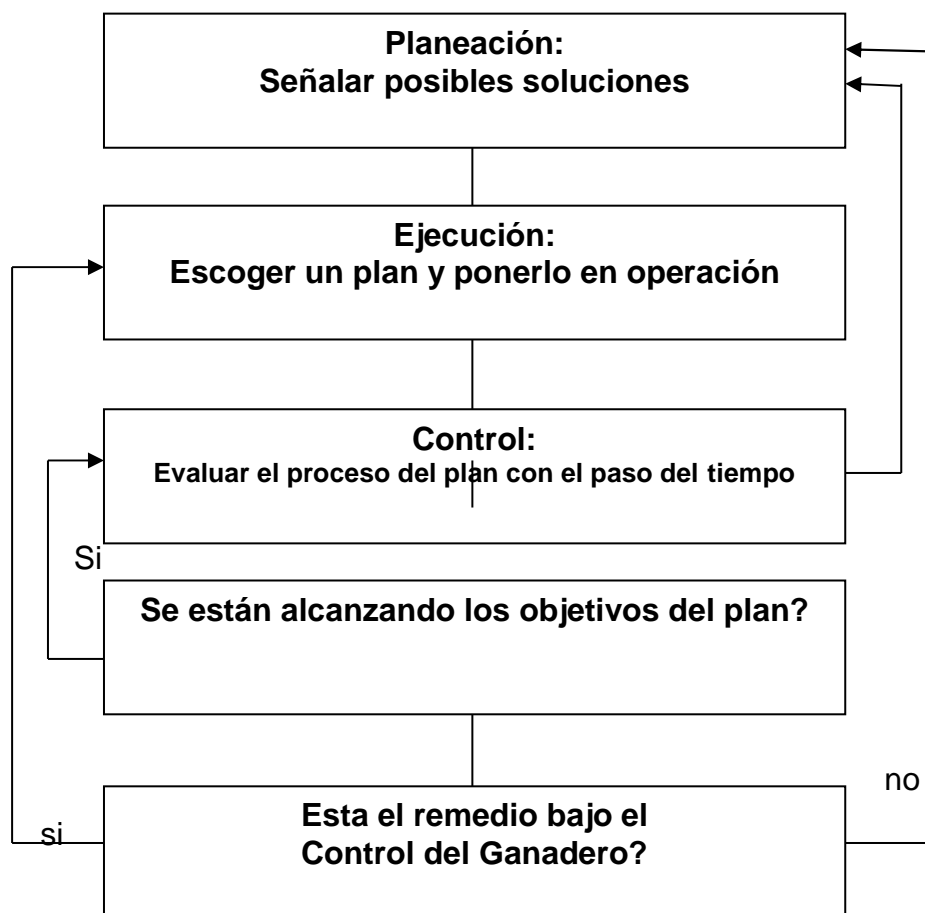 Planeación:
Señalar posibles soluciones
Ejecución:
Escoger un plan y ponerlo en operación
Control:
Evaluar el proceso del plan con el paso del tiempo
Si
Se están alcanzando los objetivos del plan?
no
Esta el remedio bajo el
si
Control del Ganadero?